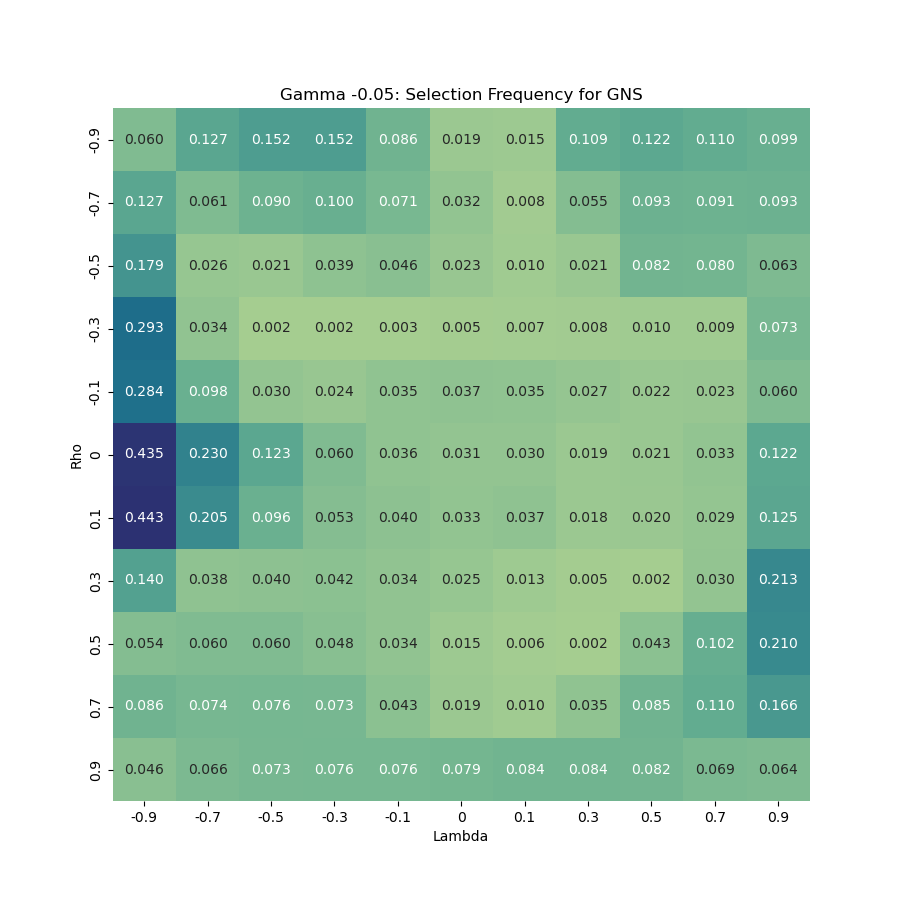 Gamma -0.05: Selection Frequency for GNS
-0.9 0.060 0.127 0.152 0.152 0.086 0.019 0.015 0.109 0.122 0.110 0.099
-0.7 0.127 0.061 0.090 0.100 0.071 0.032 0.008 0.055 0.093 0.091 0.093
-0.5 0.179 0.026 0.021 0.039 0.046 0.023 0.010 0.021 0.082 0.080 0.063
-0.3 0.293 0.034 0.002 0.002 0.003 0.005 0.007 0.008 0.010 0.009 0.073
-0.1 0.284 0.098 0.030 0.024 0.035 0.037 0.035 0.027 0.022 0.023 0.060
Rho
0 0.435 0.230 0.123 0.060 0.036 0.031 0.030 0.019 0.021 0.033 0.122
0.1 0.443 0.205 0.096 0.053 0.040 0.033 0.037 0.018 0.020 0.029 0.125
0.3 0.140 0.038 0.040 0.042 0.034 0.025 0.013 0.005 0.002 0.030 0.213
0.5 0.054 0.060 0.060 0.048 0.034 0.015 0.006 0.002 0.043 0.102 0.210
0.7 0.086 0.074 0.076 0.073 0.043 0.019 0.010 0.035 0.085 0.110 0.166
0.9 0.046 0.066 0.073 0.076 0.076 0.079 0.084 0.084 0.082 0.069 0.064
-0.9 -0.7 -0.5 -0.3 -0.1 0 0.1 0.3 0.5 0.7 0.9
Lambda